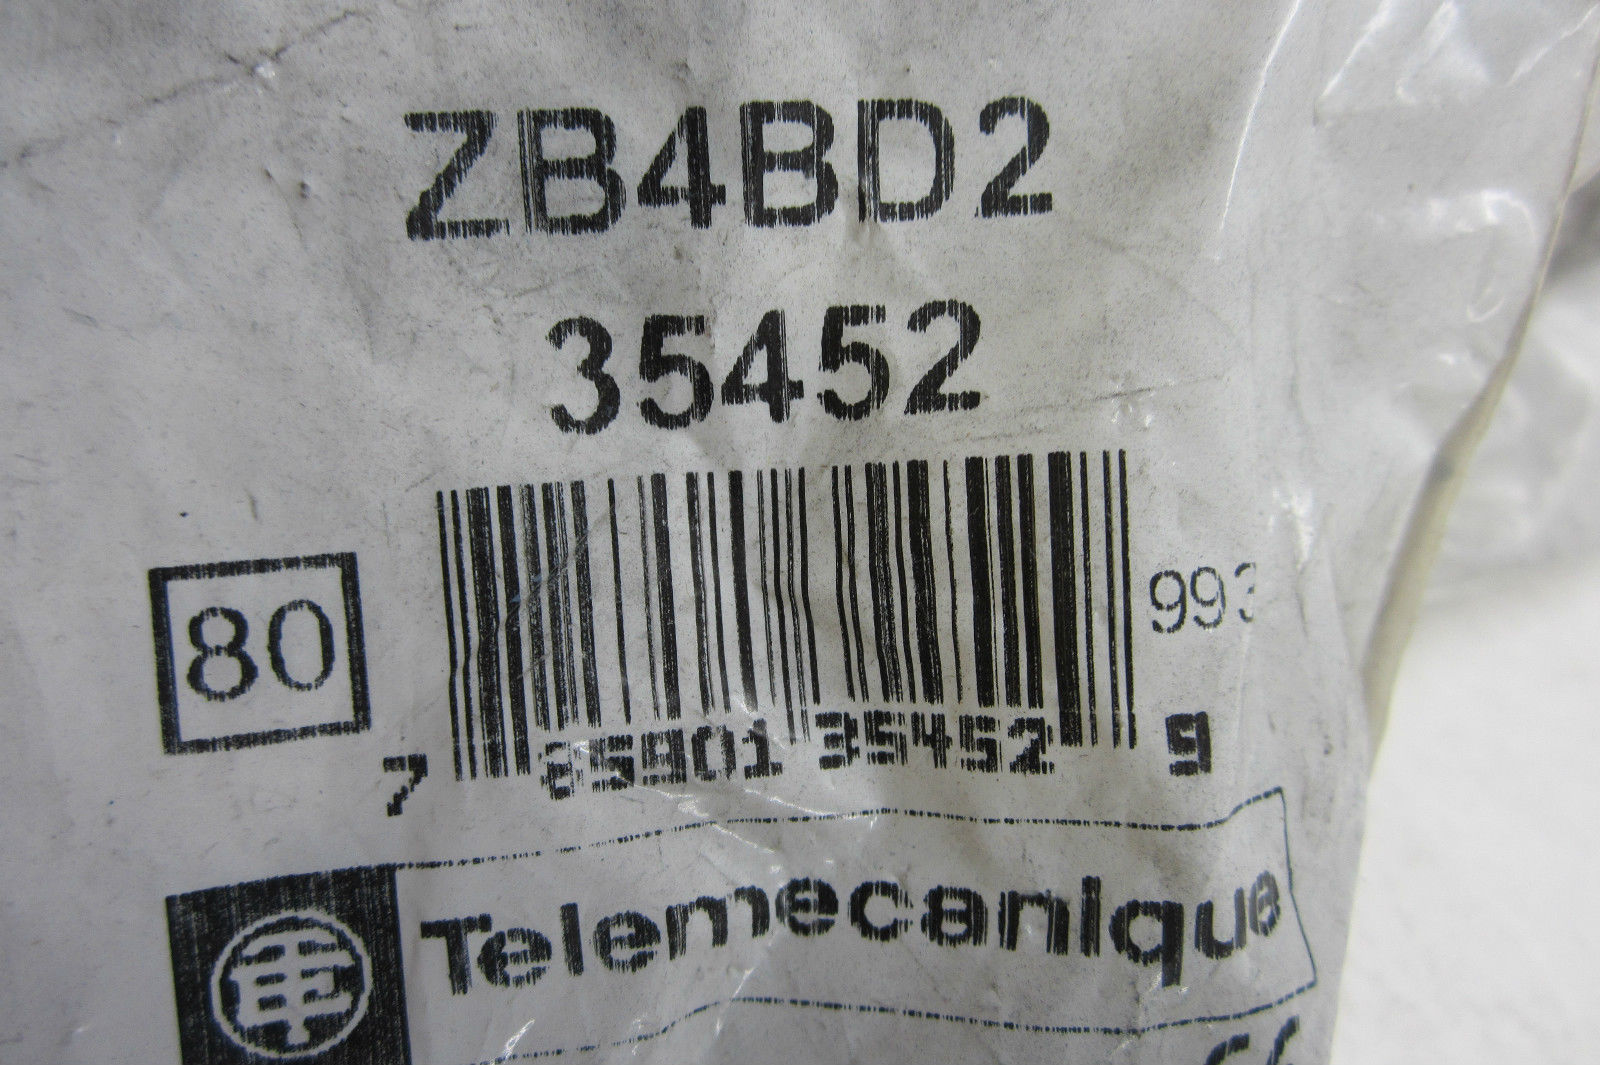 ZB4BD2
35452
80
993
7 85901 35452 9
Telemecanique